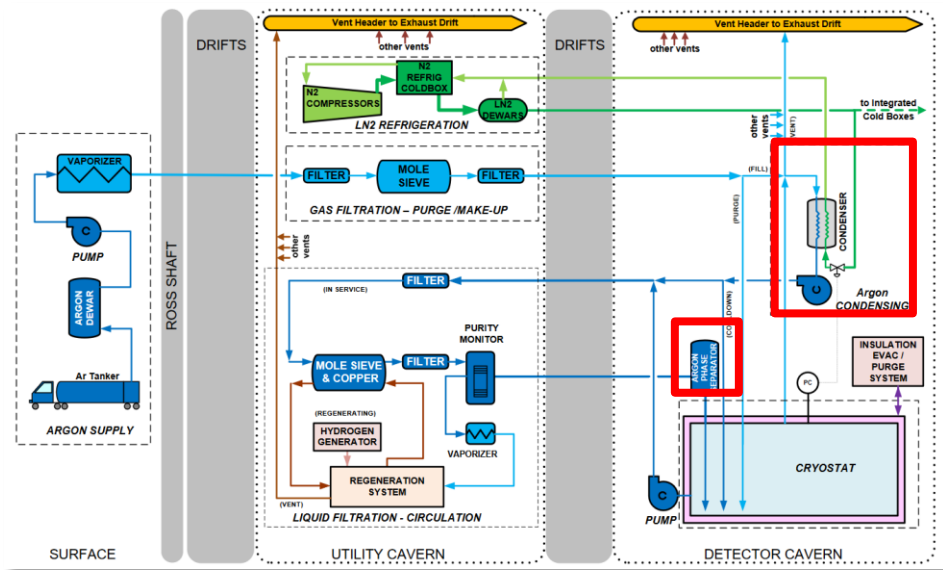 Vent Header to Exhaust Drift
other vents
Vent Header to Exhaust Drift
other vents
DRIFTS
DRIFTS
N2
COMPRESSORS
N2
REFRIG
COLDBOX
LN2
DEWARS
LN2 REFRIGERATION
to Integrated
Cold Boxes
other
vents
(VENT)
VAPORIZER
FILTER
MOLE
SIEVE
FILTER
GAS FILTRATION – PURGE /MAKE-UP
(FILL)
(PURGE)
CONDENSER
C
PUMP
ARGON
DEWAR
Ar Tanker
ARGON SUPPLY
ROSS SHAFT
other
vents
FILTER
(IN SERVICE)
PURITY
MONITOR
MOLE SIEVE
& COPPER
FILTER
(REGENERATING)
HYDROGEN
GENERATOR
VAPORIZER
REGENERATION
SYSTEM
(VENT)
LIQUID FILTRATION - CIRCULATION
C
Argon
CONDENSING
ARGON
PHASE
SEPARATOR
PC
INSULATION
EVAC /
PURGE
SYSTEM
CRYOSTAT
C
PUMP
SURFACE
UTILITY CAVERN
DETECTOR CAVERN